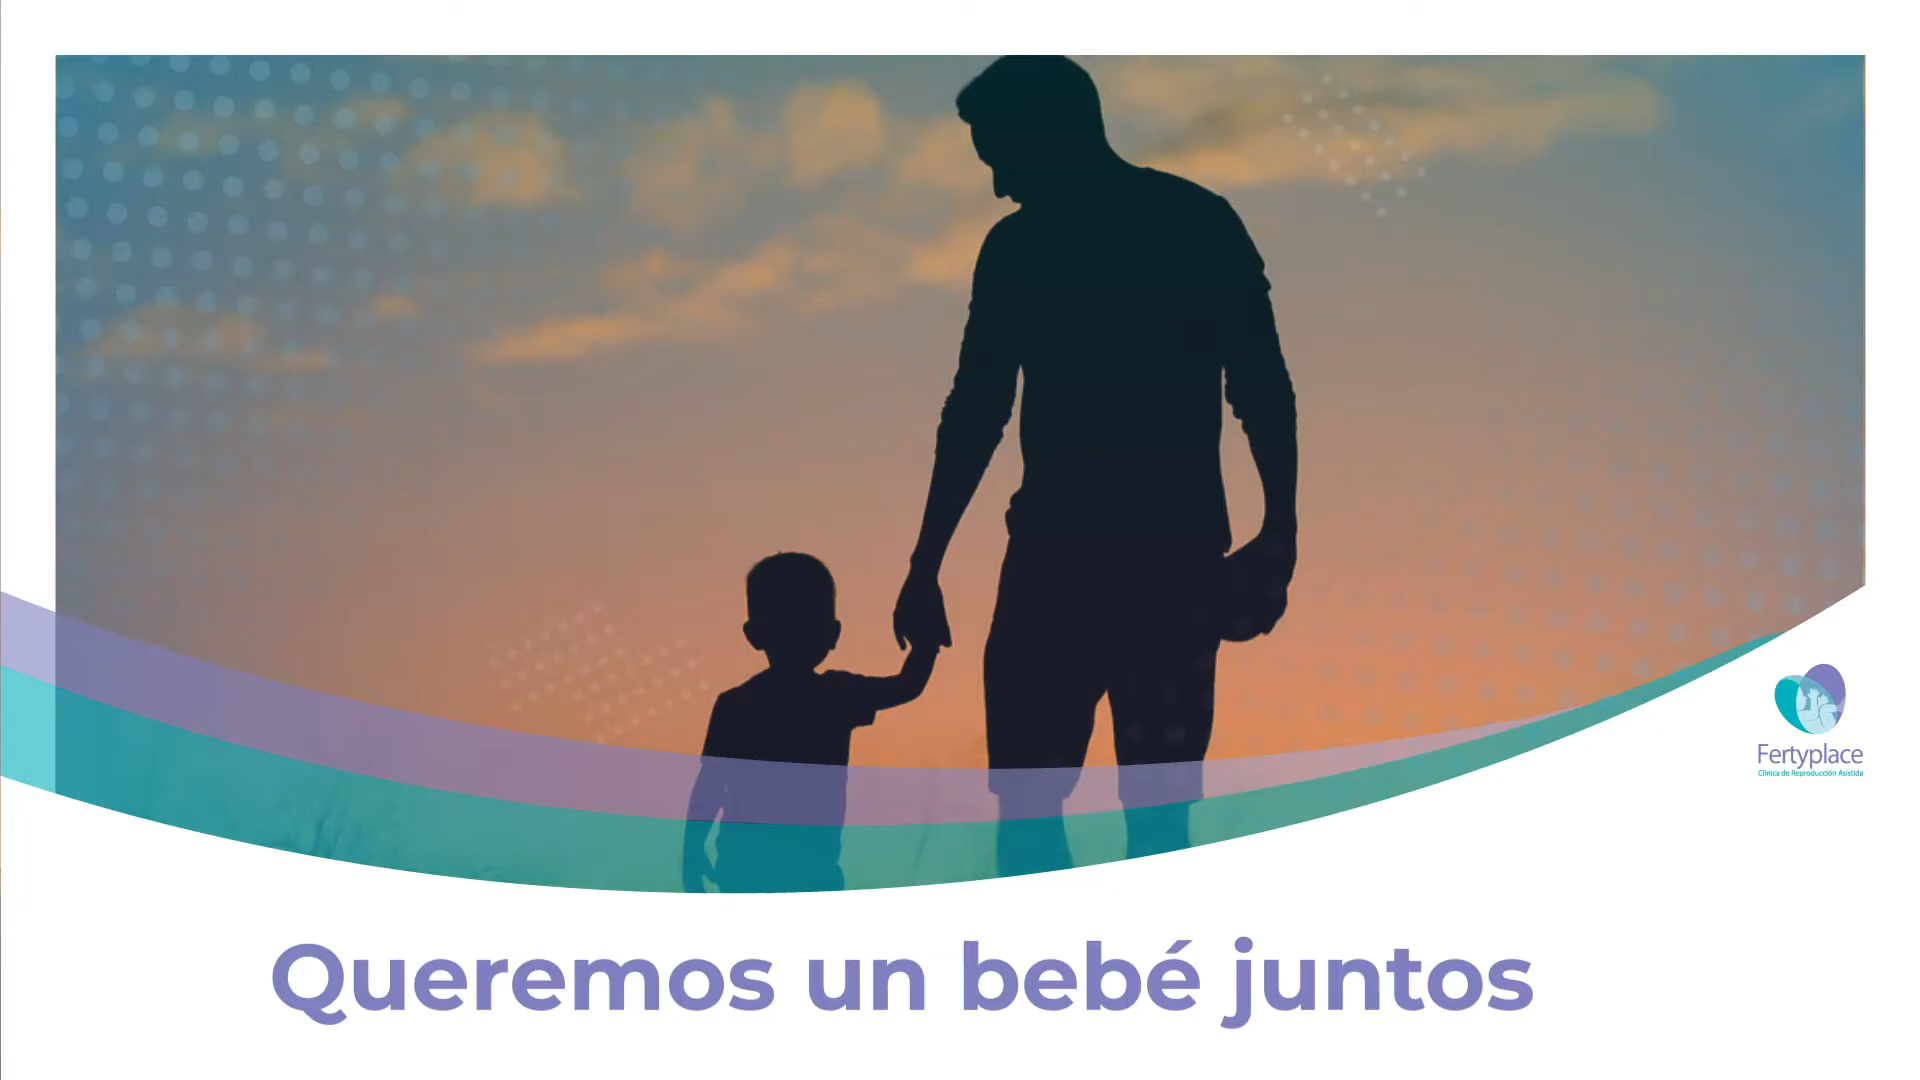 Fertyplace
Clínica de Reproducción Asistida
Queremos un bebé juntos